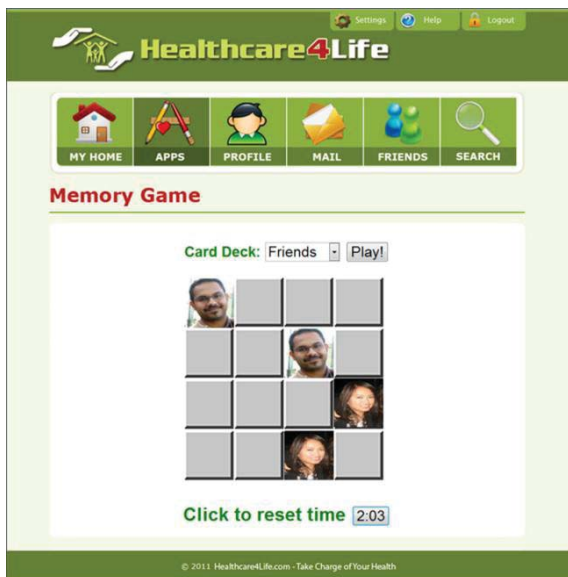 Settings Help Logout
Healthcare4Life
MY HOME APPS PROFILE MAIL FRIENDS SEARCH
Memory Game
Card Deck: Friends Play!
Click to reset time 2:03
© 2011 Healthcare4Life.com - Take Charge of Your Health